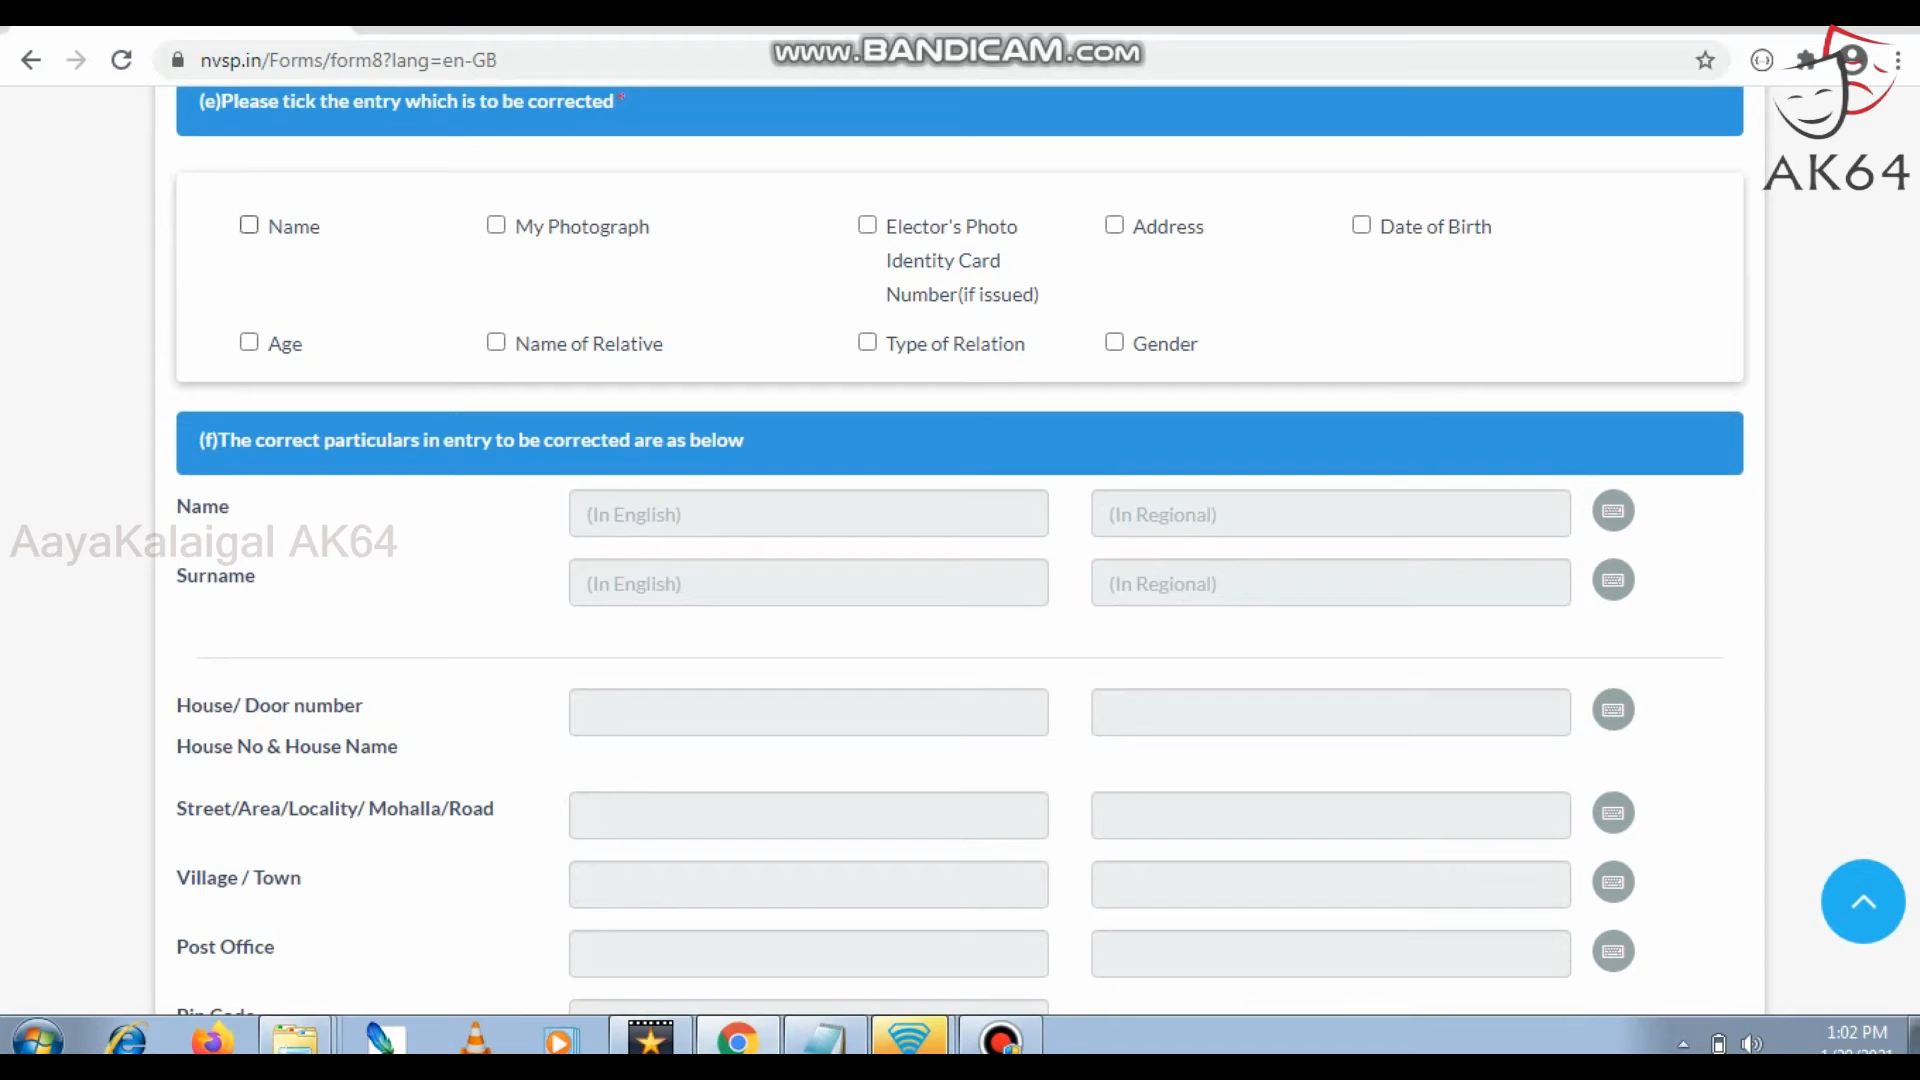 www.BANDICAM.com
nvsp.in/Forms/form8?lang=en-GB
AK64
(e)Please tick the entry which is to be corrected *
Name
My Photograph
Elector's Photo
Identity Card
Number(if issued)
Address
Date of Birth
Age
Name of Relative
Type of Relation
Gender
(f)The correct particulars in entry to be corrected are as below
Name
(In English)
(In Regional)
AayaKalaigal AK64
Surname
(In English)
(In Regional)
House/ Door number
House No & House Name
Street/Area/Locality/ Mohalla/Road
Village / Town
Post Office
Pin Code
1:02 PM